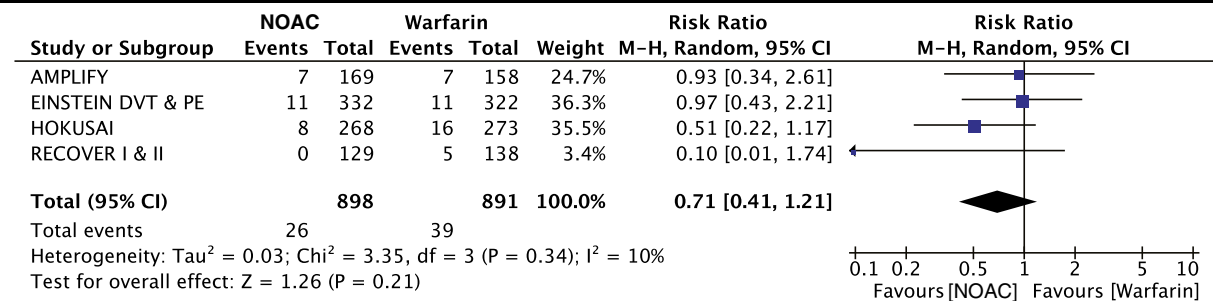 NOAC Warfarin Risk Ratio Risk Ratio
Study or Subgroup Events Total Events Total Weight M-H, Random, 95% CI M-H, Random, 95% CI
AMPLIFY 7 169 7 158 24.7% 0.93 [0.34, 2.61]
EINSTEIN DVT & PE 11 332 11 322 36.3% 0.97 [0.43, 2.21]
HOKUSAI 8 268 16 273 35.5% 0.51 [0.22, 1.17]
RECOVER I & II 0 129 5 138 3.4% 0.10 [0.01, 1.74]
Total (95% CI) 898 891 100.0% 0.71 [0.41, 1.21]
Total events 26 39
Heterogeneity: Tau² = 0.03; Chi² = 3.35, df = 3 (P = 0.34); I² = 10%
Test for overall effect: Z = 1.26 (P = 0.21)
0.1 0.2 0.5 1 2 5 10
Favours [NOAC] Favours [Warfarin]